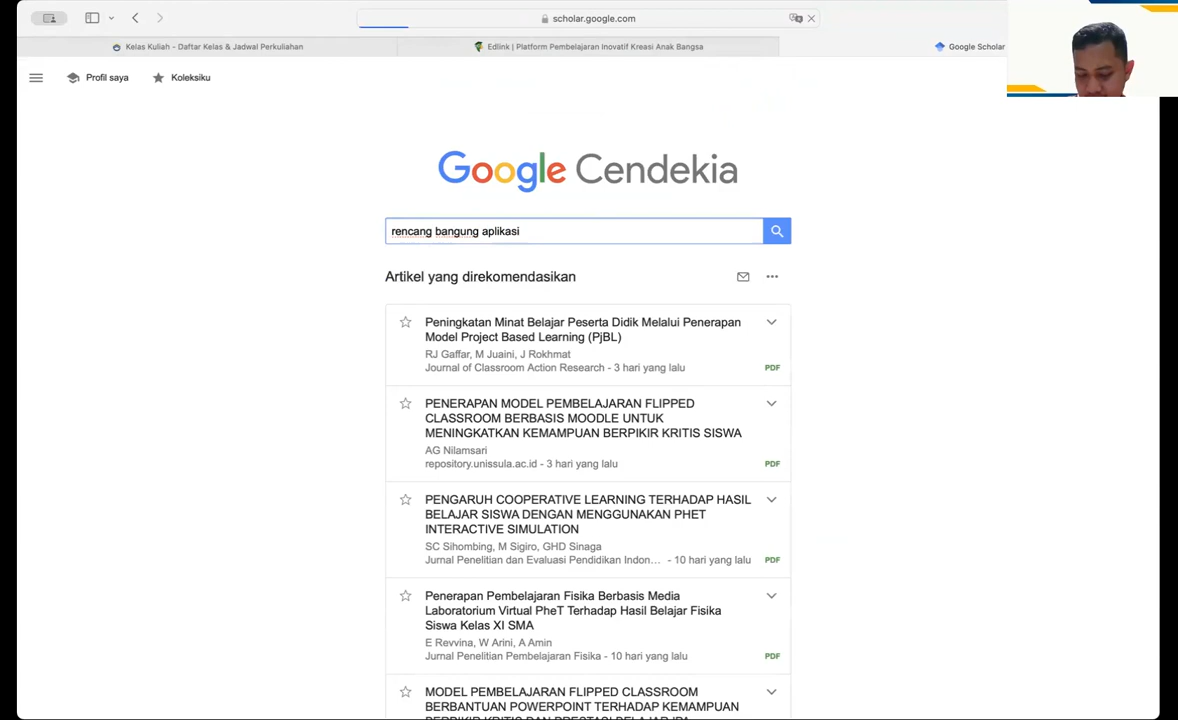 scholar.google.com
Kelas Kuliah - Daftar Kelas & Jadwal Perkuliahan
Edlink | Platform Pembelajaran Inovatif Kreasi Anak Bangsa
Google Scholar
Profil saya
Koleksiku
Google Cendekia
rencang bangung aplikasi
Artikel yang direkomendasikan
Peningkatan Minat Belajar Peserta Didik Melalui Penerapan
Model Project Based Learning (PjBL)
RJ Gaffar, M Juaini, J Rokhmat
Journal of Classroom Action Research - 3 hari yang lalu
PDF
PENERAPAN MODEL PEMBELAJARAN FLIPPED
CLASSROOM BERBASIS MOODLE UNTUK
MENINGKATKAN KEMAMPUAN BERPIKIR KRITIS SISWA
AG Nilamsari
repository.unissula.ac.id - 3 hari yang lalu
PDF
PENGARUH COOPERATIVE LEARNING TERHADAP HASIL
BELAJAR SISWA DENGAN MENGGUNAKAN PHET
INTERACTIVE SIMULATION
SC Sihombing, M Sigiro, GHD Sinaga
Jurnal Penelitian dan Evaluasi Pendidikan Indon… - 10 hari yang lalu
PDF
Penerapan Pembelajaran Fisika Berbasis Media
Laboratorium Virtual PheT Terhadap Hasil Belajar Fisika
Siswa Kelas XI SMA
E Revvina, W Arini, A Amin
Jurnal Penelitian Pembelajaran Fisika - 10 hari yang lalu
PDF
MODEL PEMBELAJARAN FLIPPED CLASSROOM
BERBANTUAN POWERPOINT TERHADAP KEMAMPUAN
BERPIKIR KRITIS DAN PRESTASI BELAJAR IPA